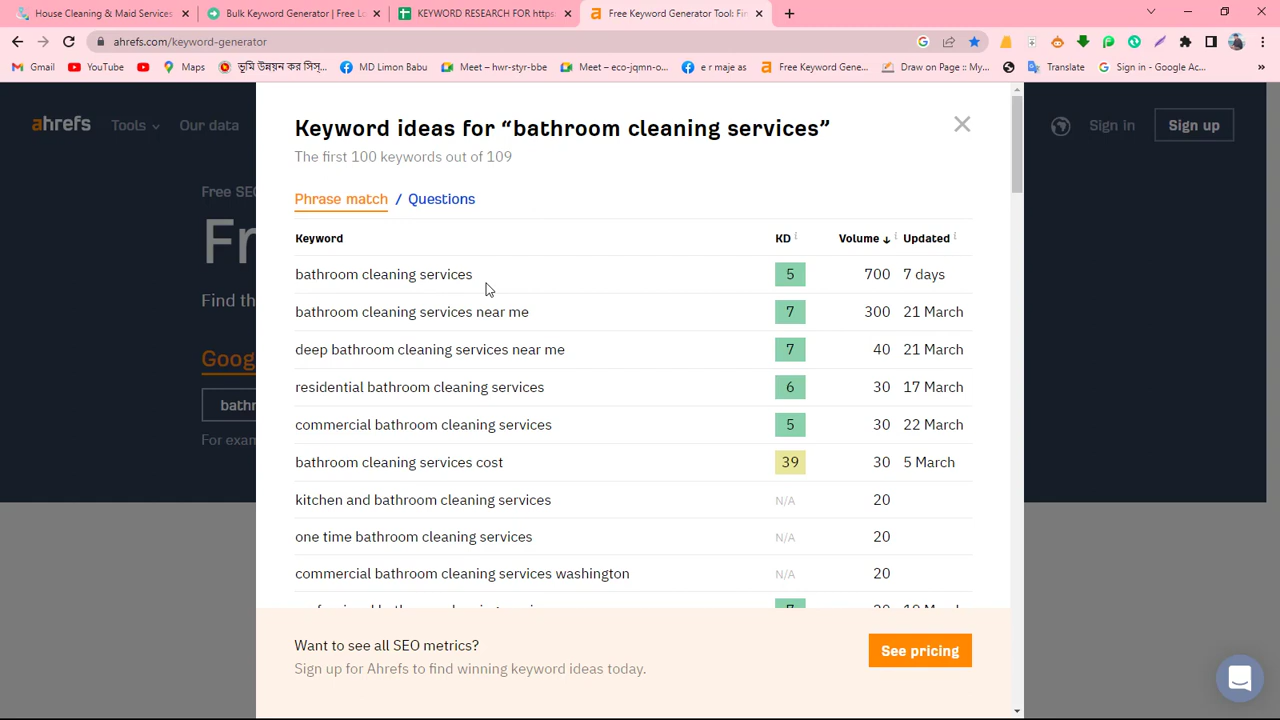 House Cleaning & Maid Services
Bulk Keyword Generator | Free Lo
KEYWORD RESEARCH FOR https
Free Keyword Generator Tool: Fin
ahrefs.com/keyword-generator
Gmail
YouTube
Maps
ভূমি উন্নয়ন কর সি...
MD Limon Babu
Meet – hwr-styr-bbe
Meet – eco-jqmn-o...
e r maje as
Free Keyword Gene...
Draw on Page :: My...
Translate
Sign in - Google Ac...
ahrefs
Tools
Our data
Sign in
Sign up
Free SEO
Fr
Find th
Goog
bathr
For exam
Keyword ideas for “bathroom cleaning services”
The first 100 keywords out of 109
Phrase match / Questions
Keyword KD Volume ↓ Updated
bathroom cleaning services 5 700 7 days
bathroom cleaning services near me 7 300 21 March
deep bathroom cleaning services near me 7 40 21 March
residential bathroom cleaning services 6 30 17 March
commercial bathroom cleaning services 5 30 22 March
bathroom cleaning services cost 39 30 5 March
kitchen and bathroom cleaning services N/A 20
one time bathroom cleaning services N/A 20
commercial bathroom cleaning services washington N/A 20
Want to see all SEO metrics?
Sign up for Ahrefs to find winning keyword ideas today.
See pricing